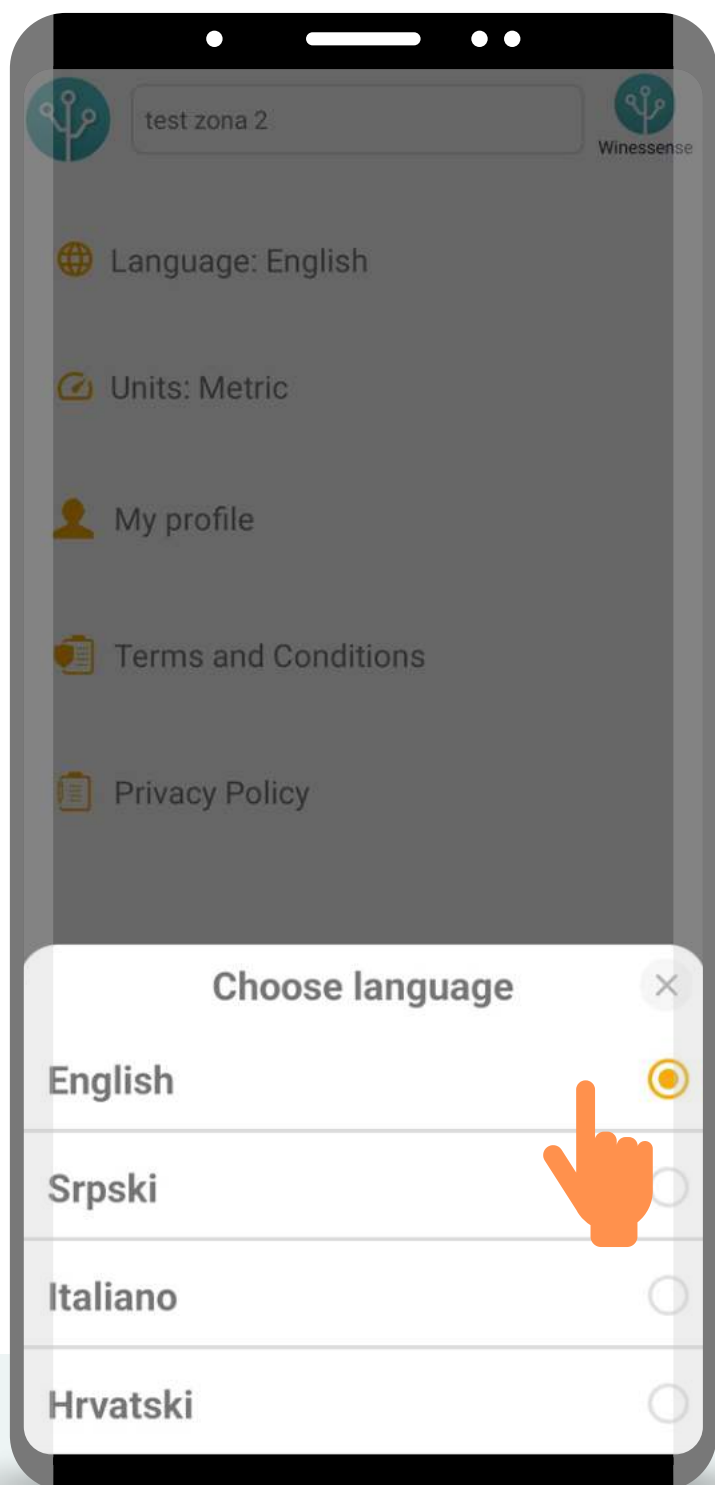 test zona 2
Winessense
Language: English
Units: Metric
My profile
Terms and Conditions
Privacy Policy
Choose language
English
Srpski
Italiano
Hrvatski